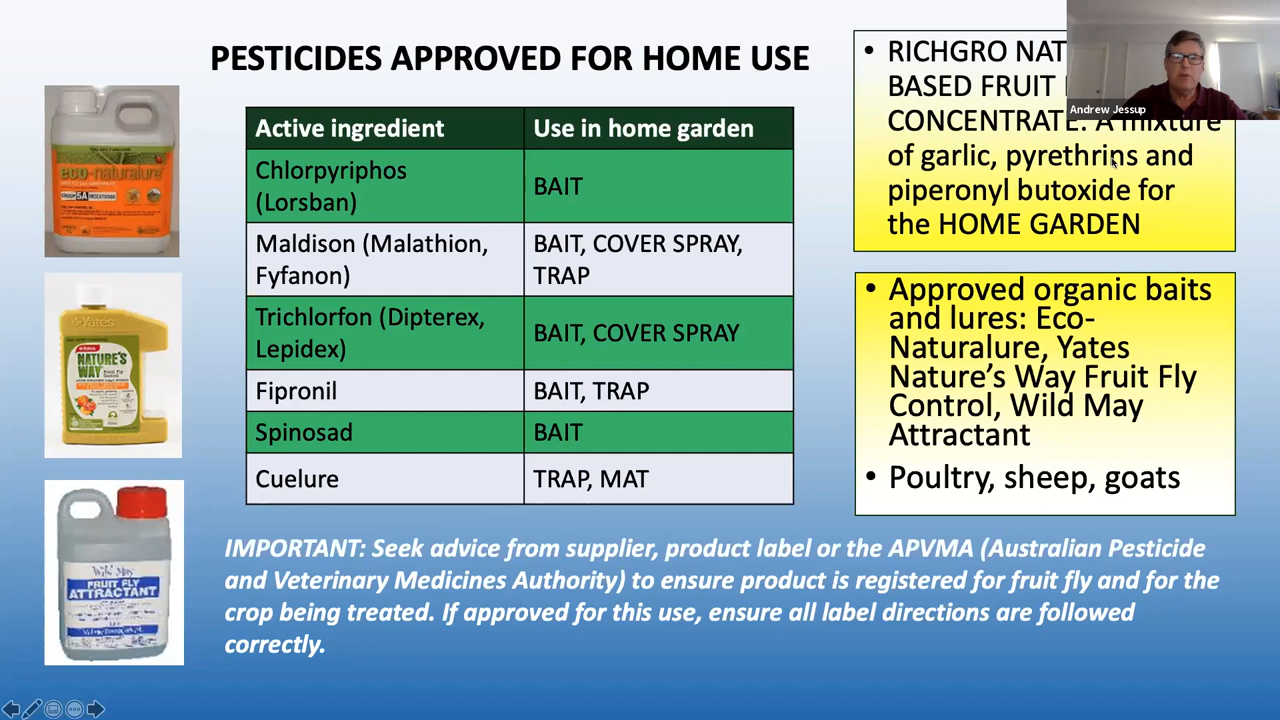 PESTICIDES APPROVED FOR HOME USE
Active ingredient
Use in home garden
Chlorpyriphos
(Lorsban)
BAIT
Maldison (Malathion,
Fyfanon)
BAIT, COVER SPRAY,
TRAP
Trichlorfon (Dipterex,
Lepidex)
BAIT, COVER SPRAY
Fipronil
BAIT, TRAP
Spinosad
BAIT
Cuelure
TRAP, MAT
• RICHGRO NAT
BASED FRUIT
CONCENTRATE. A mixture
of garlic, pyrethrins and
piperonyl butoxide for
the HOME GARDEN
Andrew Jessup
• Approved organic baits
and lures: Eco-
Naturalure, Yates
Nature's Way Fruit Fly
Control, Wild May
Attractant
• Poultry, sheep, goats
IMPORTANT: Seek advice from supplier, product label or the APVMA (Australian Pesticide
and Veterinary Medicines Authority) to ensure product is registered for fruit fly and for the
crop being treated. If approved for this use, ensure all label directions are followed
correctly.
eco-naturalure
GROUP 5A INSECTICIDE
Yates
NATURE'S
WAY
Fruit Fly
Control
Wild May
FRUIT FLY
ATTRACTANT